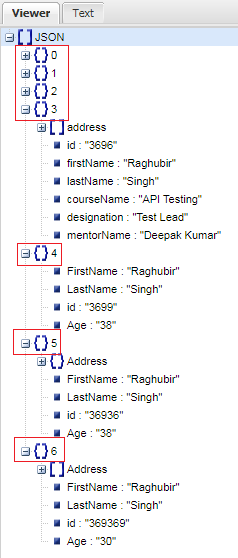 Viewer Text
JSON
0
1
2
3
address
id : "3696"
firstName : "Raghubir"
lastName : "Singh"
courseName : "API Testing"
designation : "Test Lead"
mentorName : "Deepak Kumar"
4
FirstName : "Raghubir"
LastName : "Singh"
id : "3699"
Age : "38"
5
Address
FirstName : "Raghubir"
LastName : "Singh"
id : "36936"
Age : "38"
6
Address
FirstName : "Raghubir"
LastName : "Singh"
id : "369369"
Age : "30"